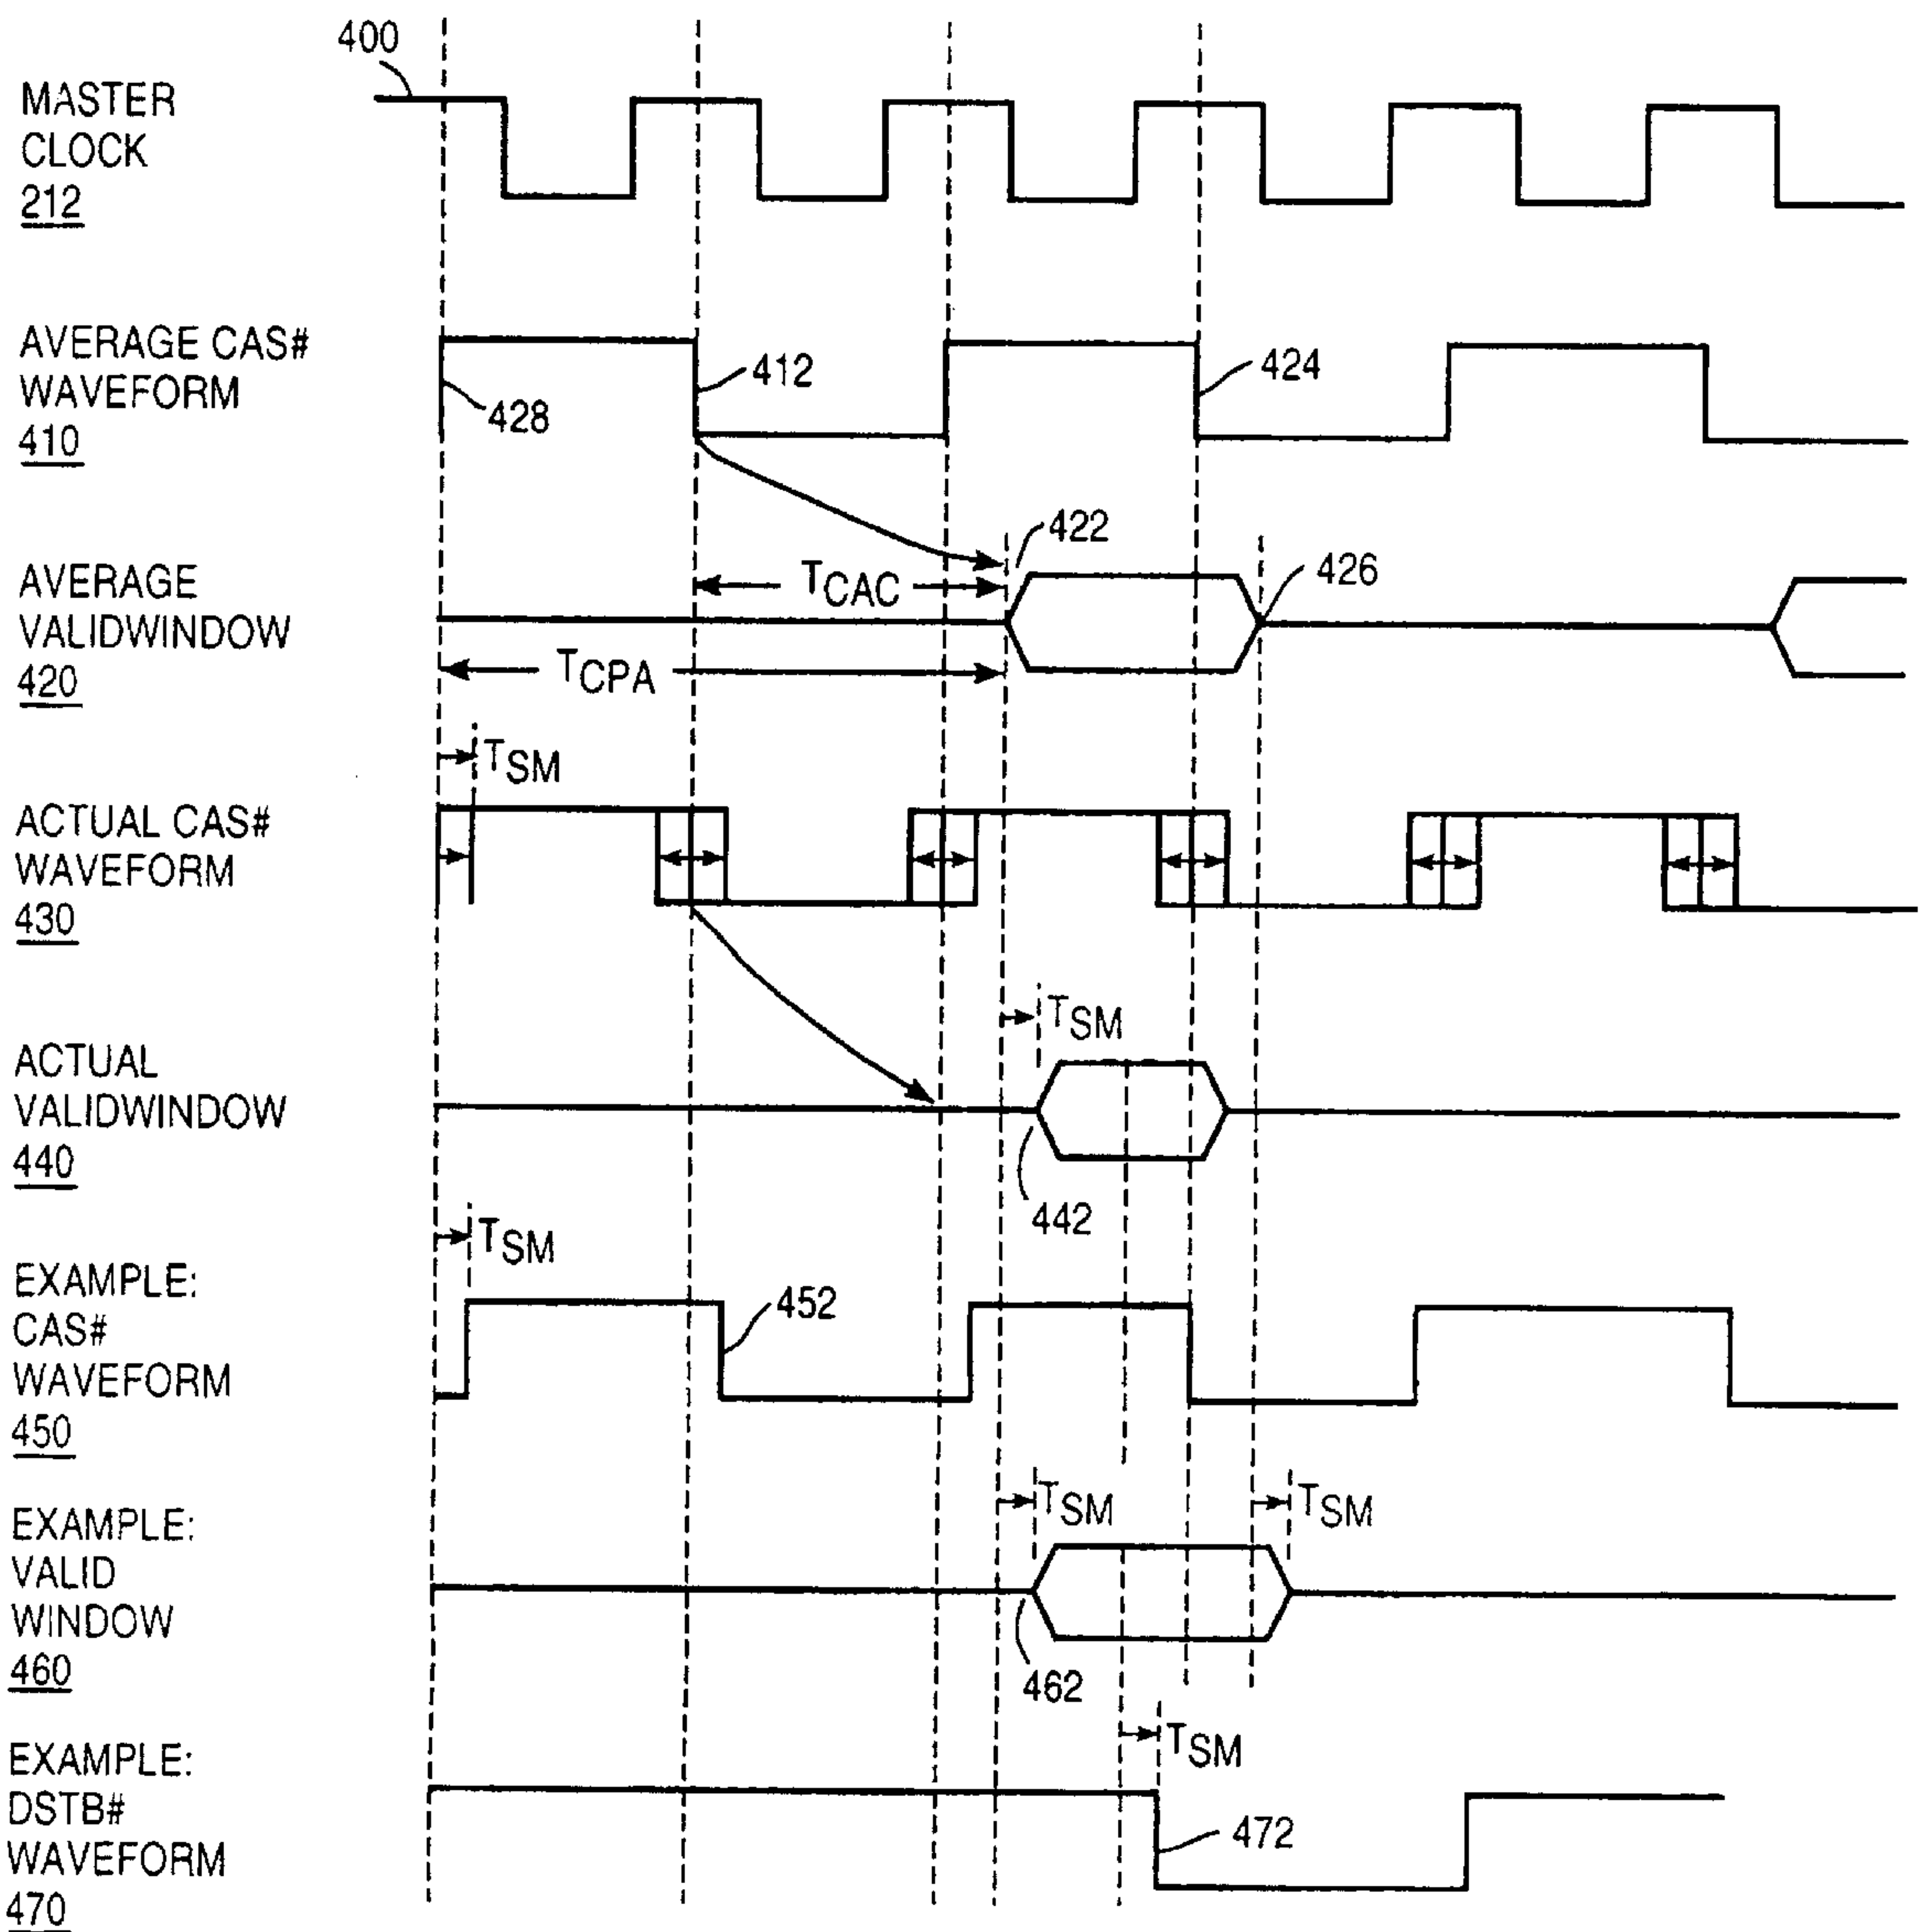 400
MASTER
CLOCK
212
AVERAGE CAS#
WAVEFORM
410
428
412
424
AVERAGE
VALIDWINDOW
420
TCAC
422
426
TCPA
TSM
ACTUAL CAS#
WAVEFORM
430
TSM
ACTUAL
VALIDWINDOW
440
442
TSM
EXAMPLE:
CAS#
WAVEFORM
450
452
TSM
TSM
EXAMPLE:
VALID
WINDOW
460
462
TSM
EXAMPLE:
DSTB#
WAVEFORM
470
472